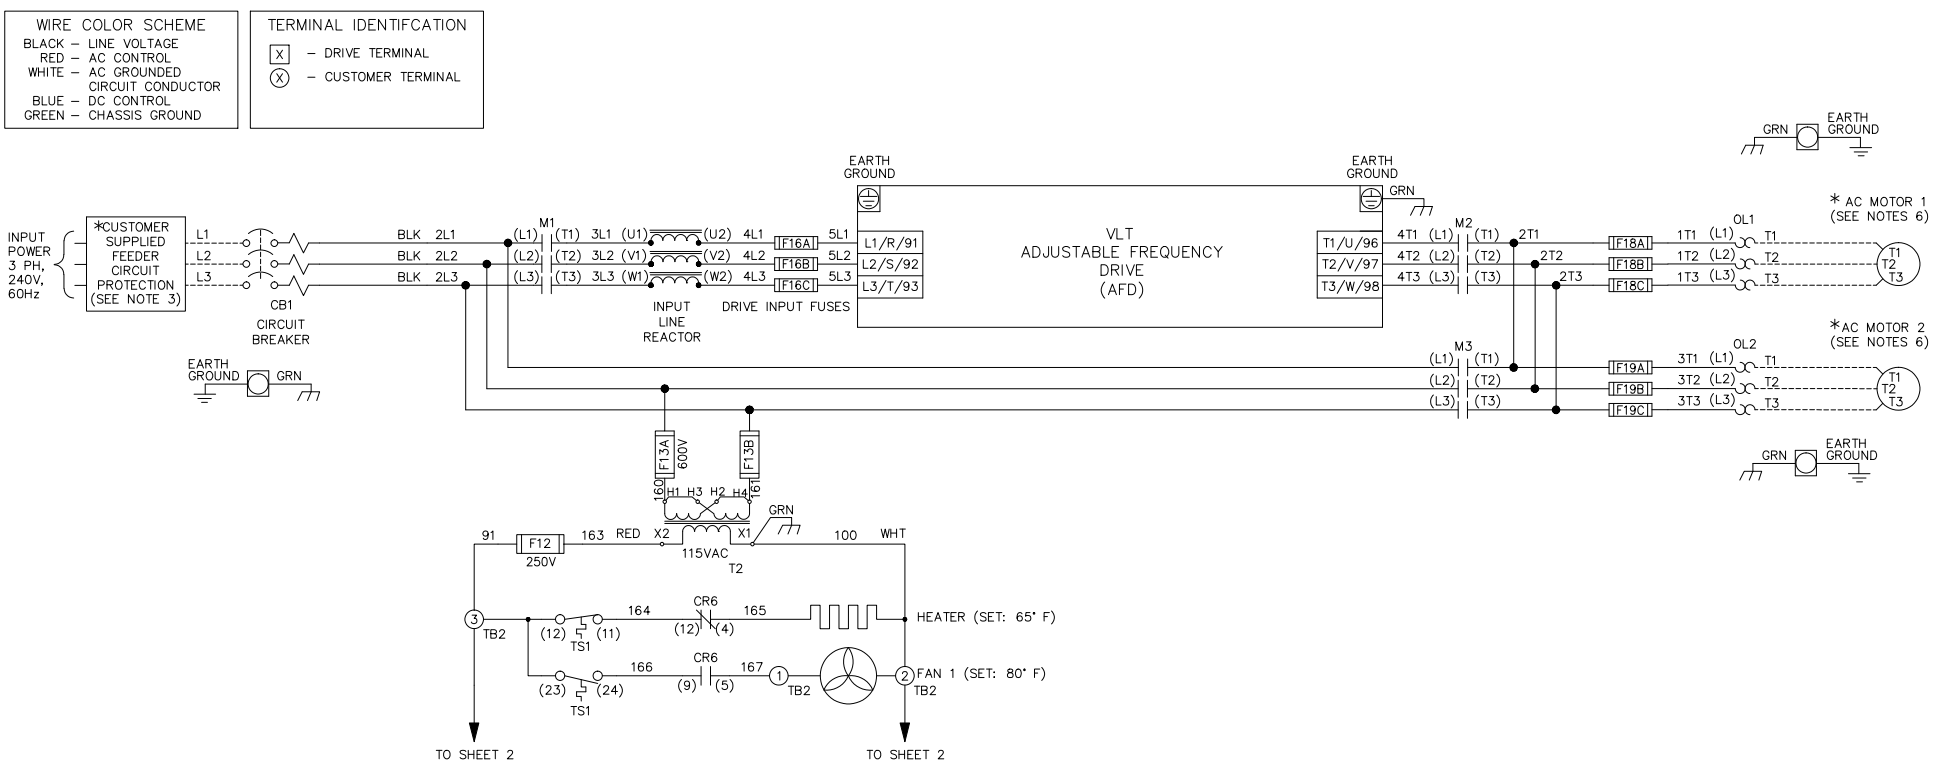 WIRE COLOR SCHEME
BLACK – LINE VOLTAGE
RED – AC CONTROL
WHITE – AC GROUNDED
CIRCUIT CONDUCTOR
BLUE – DC CONTROL
GREEN – CHASSIS GROUND
TERMINAL IDENTIFCATION
X – DRIVE TERMINAL
X – CUSTOMER TERMINAL
GRN
EARTH
GROUND
INPUT
POWER
3 PH,
240V,
60Hz
*CUSTOMER
SUPPLIED
FEEDER
CIRCUIT
PROTECTION
(SEE NOTE 3)
L1
L2
L3
CB1
CIRCUIT
BREAKER
EARTH
GROUND
GRN
BLK 2L1
BLK 2L2
BLK 2L3
M1
(L1) (T1) 3L1 (U1) (U2) 4L1 F16A 5L1
(L2) (T2) 3L2 (V1) (V2) 4L2 F16B 5L2
(L3) (T3) 3L3 (W1) (W2) 4L3 F16C 5L3
INPUT
LINE
REACTOR
DRIVE INPUT FUSES
EARTH
GROUND
L1/R/91
L2/S/92
L3/T/93
VLT
ADJUSTABLE FREQUENCY
DRIVE
(AFD)
EARTH
GROUND
GRN
T1/U/96
T2/V/97
T3/W/98
M2
4T1 (L1) (T1) 2T1
4T2 (L2) (T2) 2T2
4T3 (L3) (T3) 2T3
OL1
F18A 1T1 (L1) T1
F18B 1T2 (L2) T2
F18C 1T3 (L3) T3
* AC MOTOR 1
(SEE NOTES 6)
T1
T2
T3
M3
(L1) (T1)
(L2) (T2)
(L3) (T3)
OL2
F19A 3T1 (L1) T1
F19B 3T2 (L2) T2
F19C 3T3 (L3) T3
*AC MOTOR 2
(SEE NOTES 6)
T1
T2
T3
GRN
EARTH
GROUND
F13A
600V
F13B
160
161
H1 H3 H2 H4
GRN
91 F12 163 RED X2 X1 100 WHT
250V
115VAC
T2
3
TB2
(12) (11)
TS1
164
CR6
(12) (4)
165
HEATER (SET: 65° F)
(23) (24)
TS1
166
CR6
(9) (5)
167
1
TB2
2
TB2
FAN 1 (SET: 80° F)
TO SHEET 2
TO SHEET 2